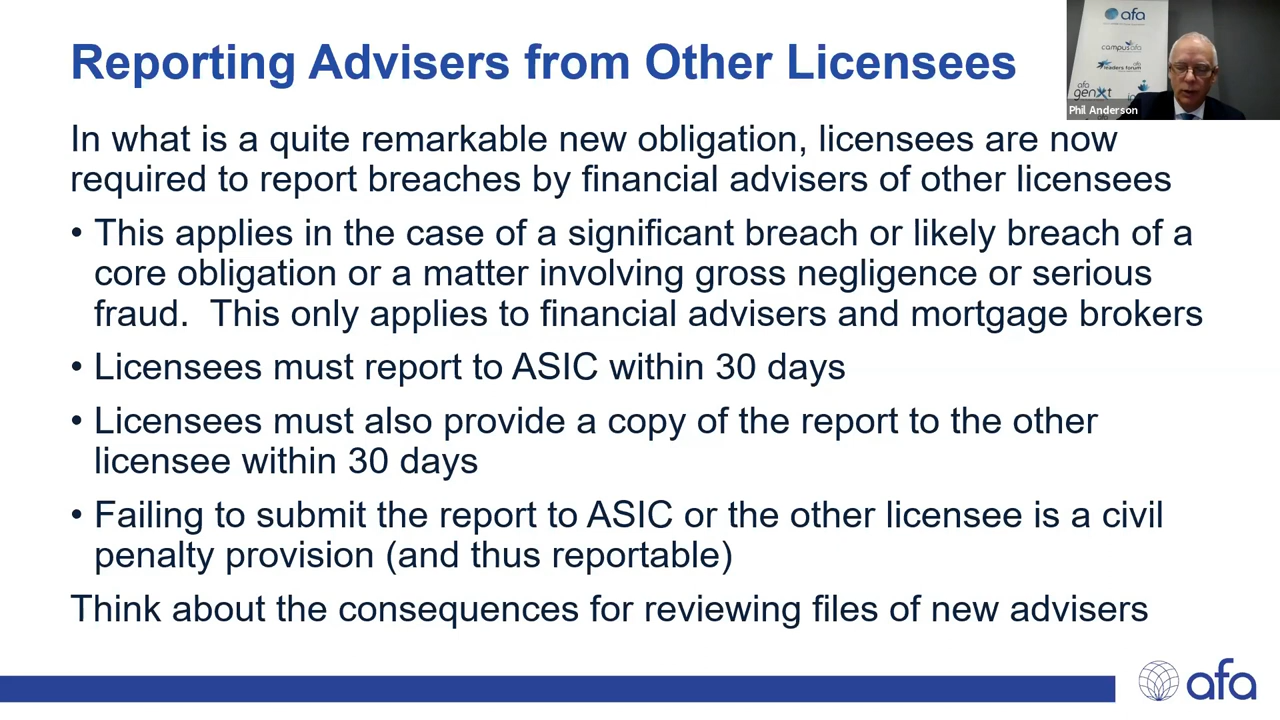 Reporting Advisers from Other Licensees
afa
campusafa
afa
leaders forum
afa
genxt
Phil Anderson
In what is a quite remarkable new obligation, licensees are now
required to report breaches by financial advisers of other licensees
• This applies in the case of a significant breach or likely breach of a
core obligation or a matter involving gross negligence or serious
fraud.  This only applies to financial advisers and mortgage brokers
• Licensees must report to ASIC within 30 days
• Licensees must also provide a copy of the report to the other
licensee within 30 days
• Failing to submit the report to ASIC or the other licensee is a civil
penalty provision (and thus reportable)
Think about the consequences for reviewing files of new advisers
afa